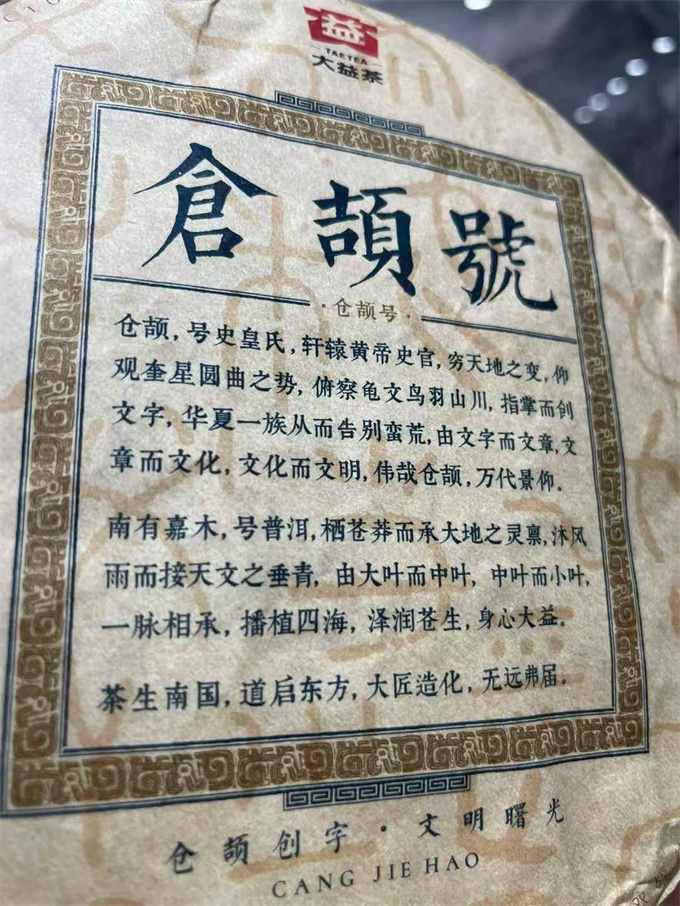 益
TAETEA
大益茶
倉頡號
·仓颉号·
仓颉,号史皇氏,轩辕黄帝史官,穷天地之变,仰
观奎星圆曲之势,俯察龟文鸟羽山川,指掌而创
文字,华夏一族从而告别蛮荒,由文字而文章,文
章而文化,文化而文明,伟哉仓颉,万代景仰.
南有嘉木,号普洱,栖苍莽而承大地之灵禀,沐风
雨而接天文之垂青,由大叶而中叶,中叶而小叶,
一脉相承,播植四海,泽润苍生,身心大益。
茶生南国,道启东方,大匠造化,无远弗届。
仓颉创字·文明曙光
CANG JIE HAO